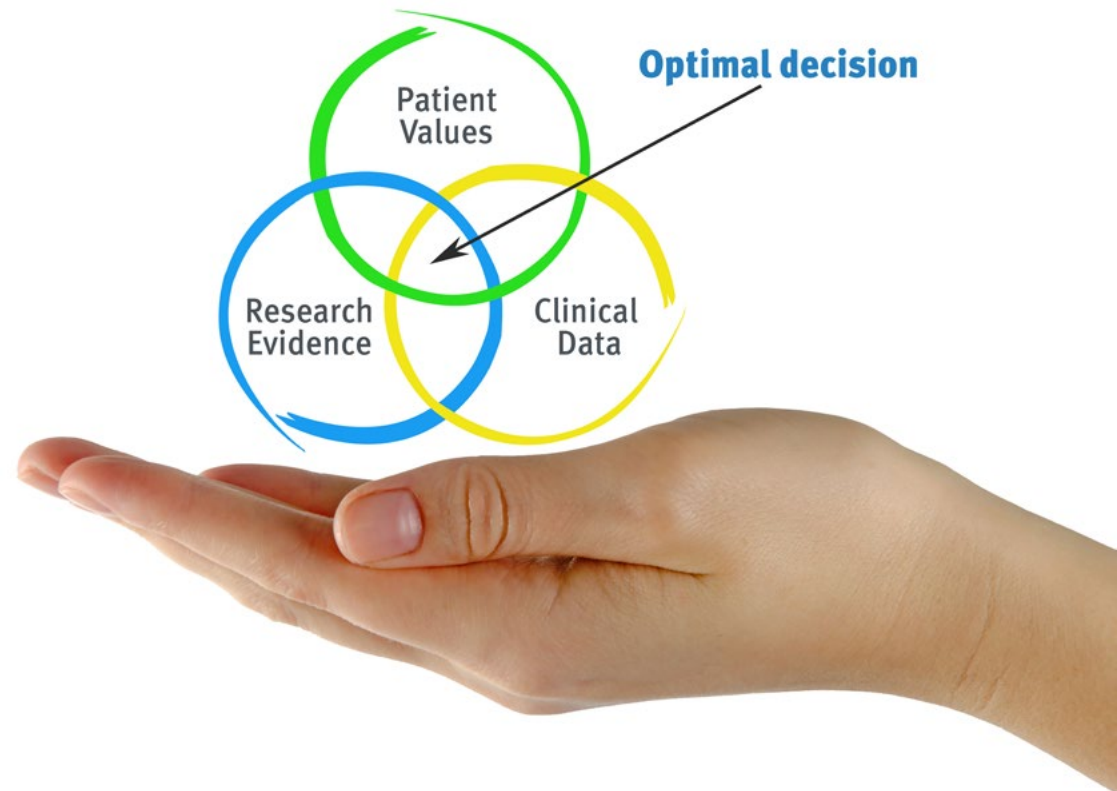 Optimal decision
Patient
Values
Research
Evidence
Clinical
Data